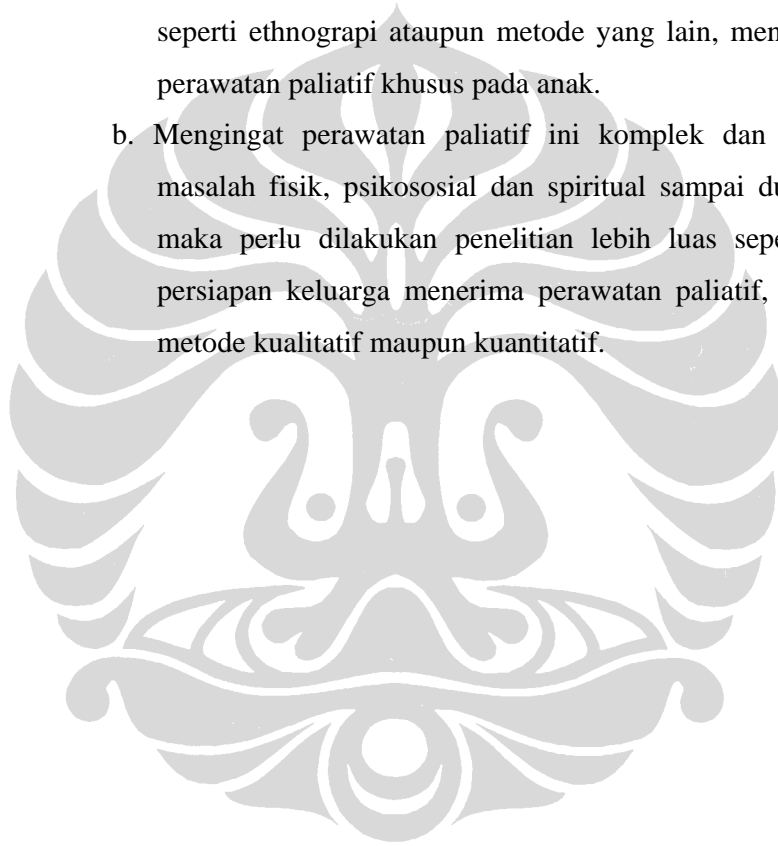 seperti ethnograpi ataupun metode yang lain, men
perawatan paliatif khusus pada anak.
b. Mengingat perawatan paliatif ini komplek dan
masalah fisik, psikososial dan spiritual sampai du
maka perlu dilakukan penelitian lebih luas sepe
persiapan keluarga menerima perawatan paliatif,
metode kualitatif maupun kuantitatif.